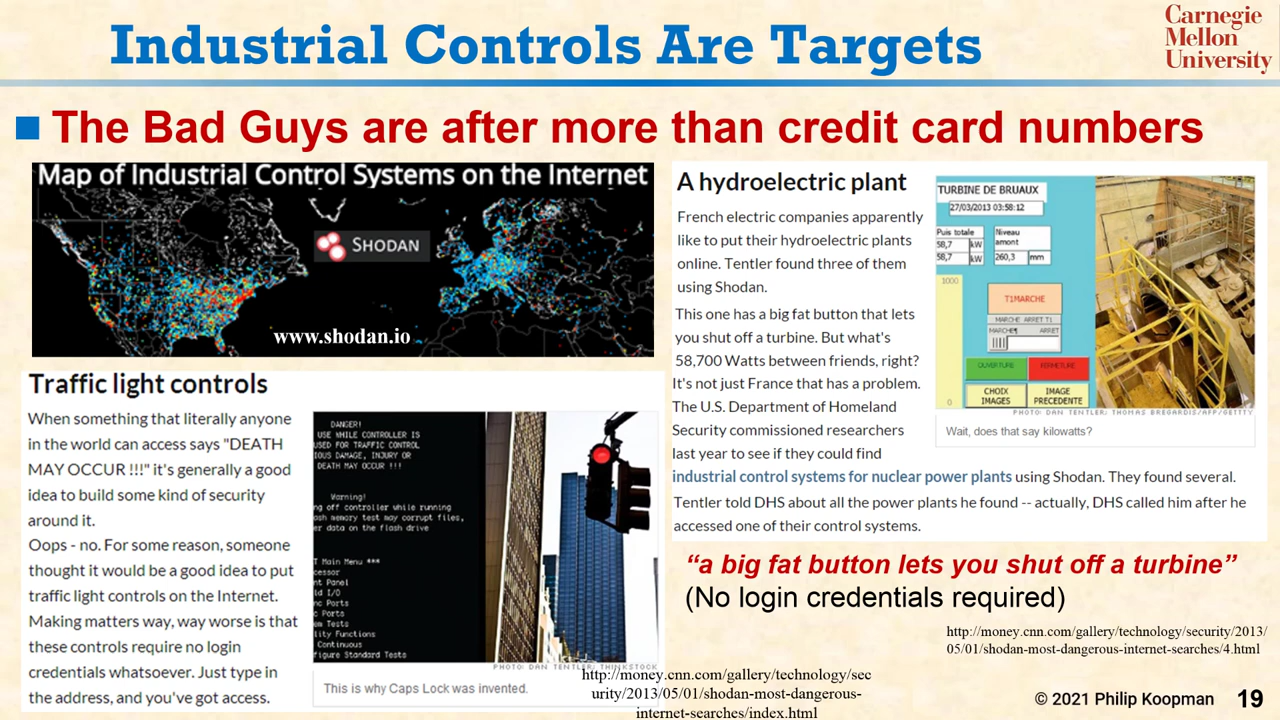 Industrial Controls Are Targets
Carnegie
Mellon
University
The Bad Guys are after more than credit card numbers
Map of Industrial Control Systems on the Internet
SHODAN
www.shodan.io
Traffic light controls
When something that literally anyone
in the world can access says "DEATH
MAY OCCUR !!!" it's generally a good
idea to build some kind of security
around it.
Oops - no. For some reason, someone
thought it would be a good idea to put
traffic light controls on the Internet.
Making matters way, way worse is that
these controls require no login
credentials whatsoever. Just type in
the address, and you've got access.
DANGER!
USE WHILE CONTROLLER IS
USED FOR TRAFFIC CONTROL
IOUS DAMAGE, INJURY OR
DEATH MAY OCCUR !!!
Warning!
ng off controller while running
ash memory test may corrupt files,
er data on the flash drive
T Main Menu ***
cessor
nt Panel
ld I/O
nc Ports
c Ports
em Tests
lity Functions
Continuous
figure Standard Tests
PHOTO: DAN TENTLER; THINKSTOCK
This is why Caps Lock was invented.
http://money.cnn.com/gallery/technology/sec
urity/2013/05/01/shodan-most-dangerous-
internet-searches/index.html
A hydroelectric plant
French electric companies apparently
like to put their hydroelectric plants
online. Tentler found three of them
using Shodan.
This one has a big fat button that lets
you shut off a turbine. But what's
58,700 Watts between friends, right?
It's not just France that has a problem.
The U.S. Department of Homeland
Security commissioned researchers
last year to see if they could find
industrial control systems for nuclear power plants using Shodan. They found several.
Tentler told DHS about all the power plants he found -- actually, DHS called him after he
accessed one of their control systems.
TURBINE DE BRUAUX
27/03/2013 03:58:12
Puis totale
58,7 kW
58,7 kW
Niveau
amont
260,3 mm
1000
T1MARCHE
MARCHE ARRET T1
MARCHE¶ ARRET
OUVERTURE
FERMETURE
0
CHOIX
IMAGES
IMAGE
PRECEDENTE
PHOTO: DAN TENTLER; THOMAS BREGARDIS/AFP/GETTY
Wait, does that say kilowatts?
“a big fat button lets you shut off a turbine”
(No login credentials required)
http://money.cnn.com/gallery/technology/security/2013/
05/01/shodan-most-dangerous-internet-searches/4.html
© 2021 Philip Koopman
19